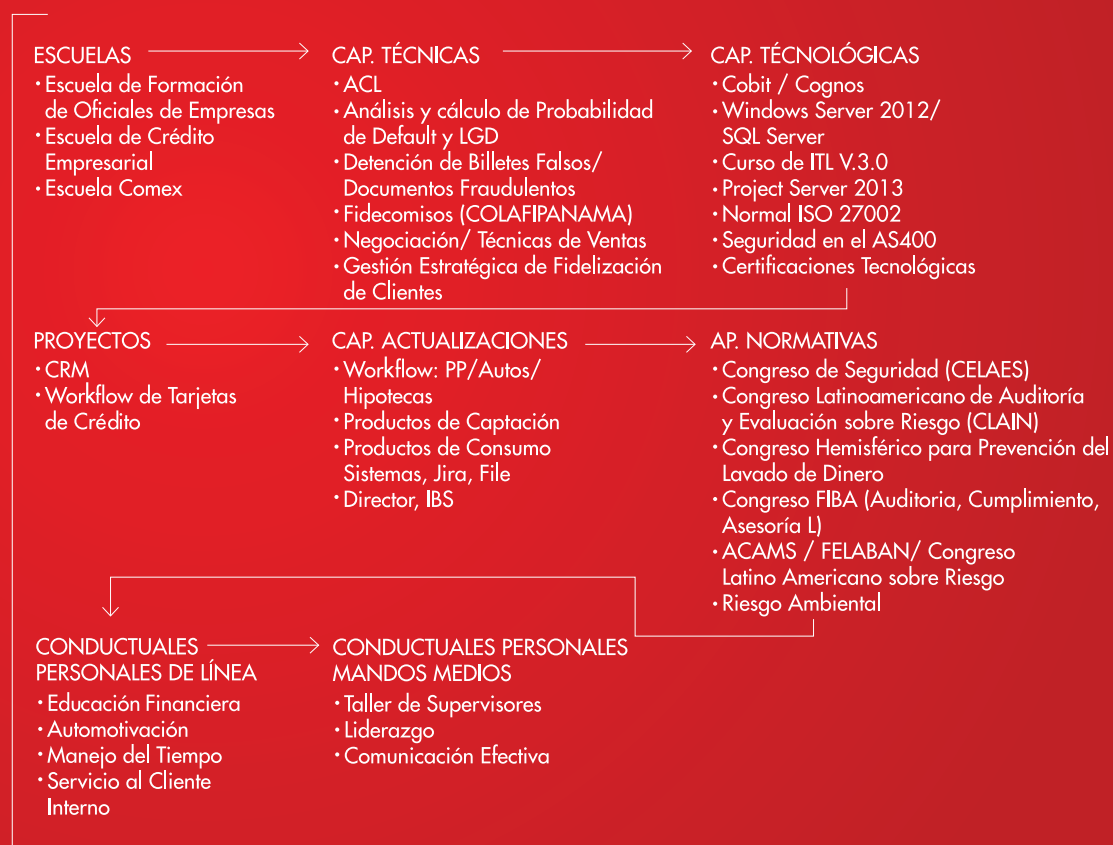 ESCUELAS
· Escuela de Formación
de Oficiales de Empresas
· Escuela de Crédito
Empresarial
· Escuela Comex
CAP. TÉCNICAS
· ACL
· Análisis y cálculo de Probabilidad
de Default y LGD
· Detención de Billetes Falsos/
Documentos Fraudulentos
· Fidecomisos (COLAFIPANAMA)
· Negociación/ Técnicas de Ventas
· Gestión Estratégica de Fidelización
de Clientes
CAP. TÉCNOLÓGICAS
· Cobit / Cognos
· Windows Server 2012/
SQL Server
· Curso de ITL V.3.0
· Project Server 2013
· Normal ISO 27002
· Seguridad en el AS400
· Certificaciones Tecnológicas
PROYECTOS
· CRM
· Workflow de Tarjetas
de Crédito
CAP. ACTUALIZACIONES
· Workflow: PP/Autos/
Hipotecas
· Productos de Captación
· Productos de Consumo
Sistemas, Jira, File
· Director, IBS
AP. NORMATIVAS
· Congreso de Seguridad (CELAES)
· Congreso Latinoamericano de Auditoría
y Evaluación sobre Riesgo (CLAIN)
· Congreso Hemisférico para Prevención del
Lavado de Dinero
· Congreso FIBA (Auditoria, Cumplimiento,
Asesoría L)
· ACAMS / FELABAN/ Congreso
Latino Americano sobre Riesgo
· Riesgo Ambiental
CONDUCTUALES
PERSONALES DE LÍNEA
· Educación Financiera
· Automotivación
· Manejo del Tiempo
· Servicio al Cliente
Interno
CONDUCTUALES PERSONALES
MANDOS MEDIOS
· Taller de Supervisores
· Liderazgo
· Comunicación Efectiva